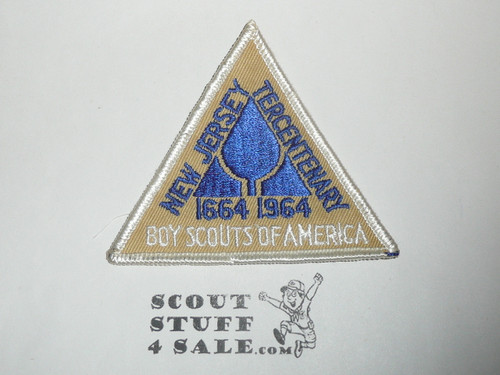 NEW JERSEY
TERCENTENARY
1664 1964
BOY SCOUTS OF AMERICA
SCOUT
STUFF
4 SALE.com